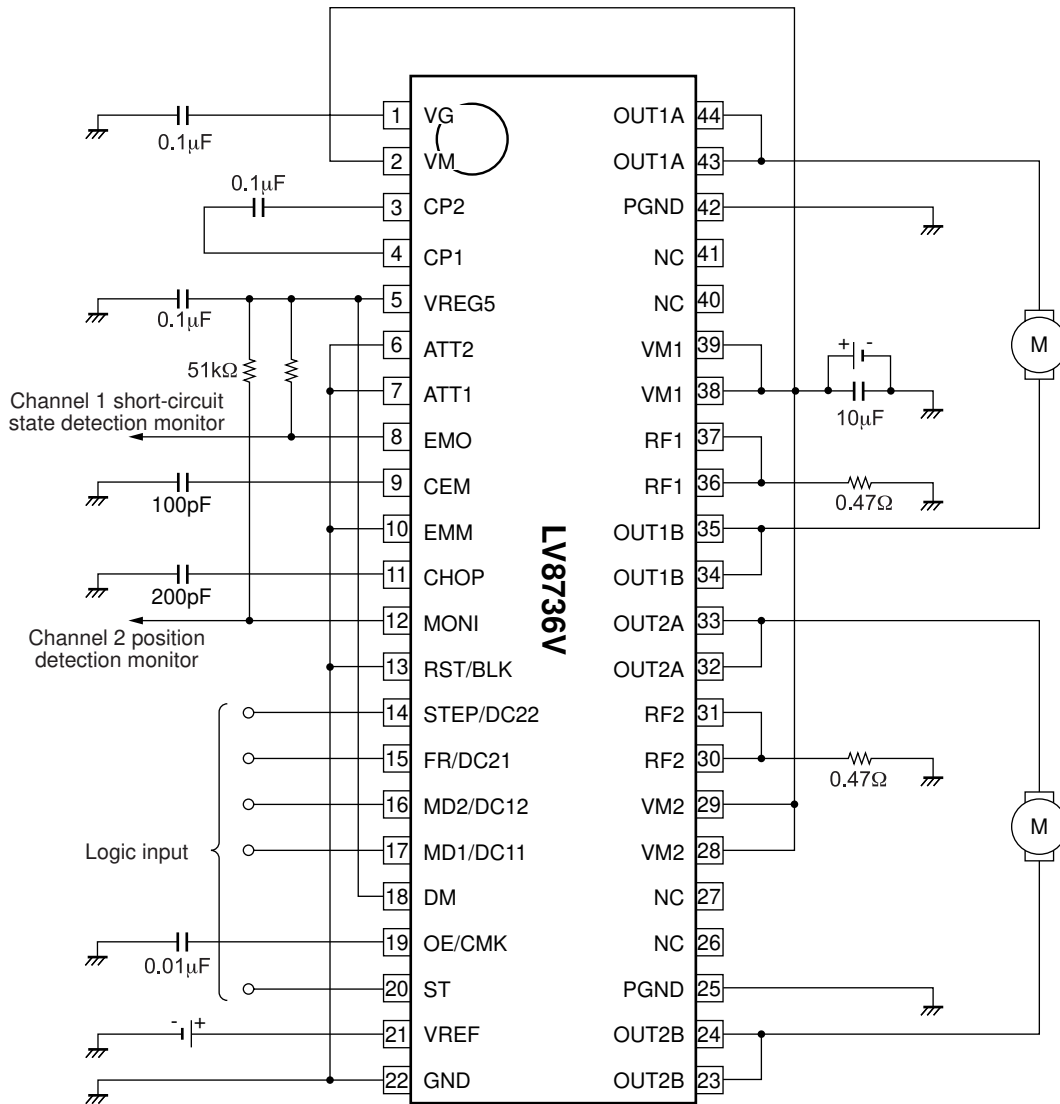 1 VG OUT1A 44
0.1µF
2 VM OUT1A 43
0.1µF
3 CP2 PGND 42
4 CP1 NC 41
5 VREG5 NC 40
0.1µF
6 ATT2 VM1 39
+ -
M
51kΩ
7 ATT1 VM1 38
10µF
Channel 1 short-circuit
state detection monitor
8 EMO RF1 37
9 CEM RF1 36
100pF
0.47Ω
10 EMM OUT1B 35
11 CHOP OUT1B 34
200pF
LV8736V
12 MONI OUT2A 33
Channel 2 position
detection monitor
13 RST/BLK OUT2A 32
14 STEP/DC22 RF2 31
15 FR/DC21 RF2 30
0.47Ω
16 MD2/DC12 VM2 29
M
Logic input
17 MD1/DC11 VM2 28
18 DM NC 27
19 OE/CMK NC 26
0.01µF
20 ST PGND 25
- +
21 VREF OUT2B 24
22 GND OUT2B 23